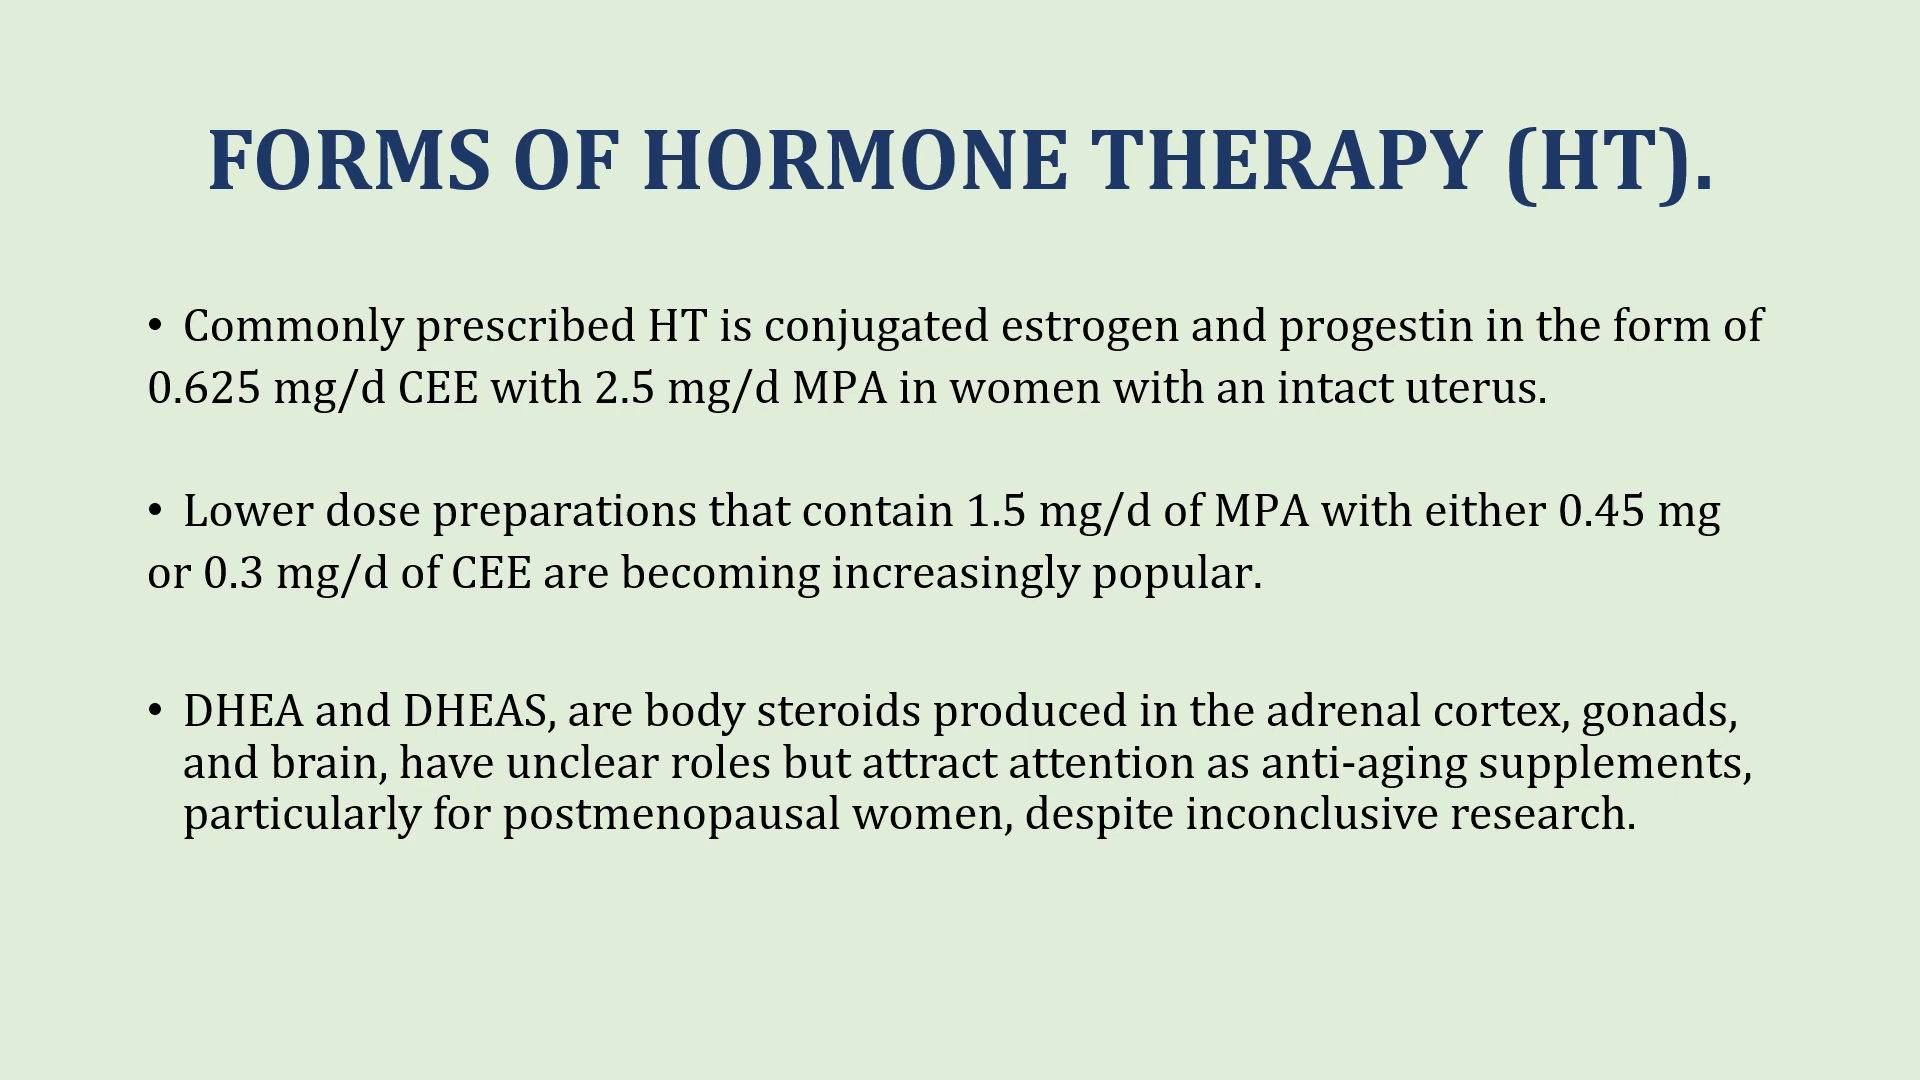 FORMS OF HORMONE THERAPY (HT).
• Commonly prescribed HT is conjugated estrogen and progestin in the form of
0.625 mg/d CEE with 2.5 mg/d MPA in women with an intact uterus.
• Lower dose preparations that contain 1.5 mg/d of MPA with either 0.45 mg
or 0.3 mg/d of CEE are becoming increasingly popular.
• DHEA and DHEAS, are body steroids produced in the adrenal cortex, gonads,
and brain, have unclear roles but attract attention as anti-aging supplements,
particularly for postmenopausal women, despite inconclusive research.